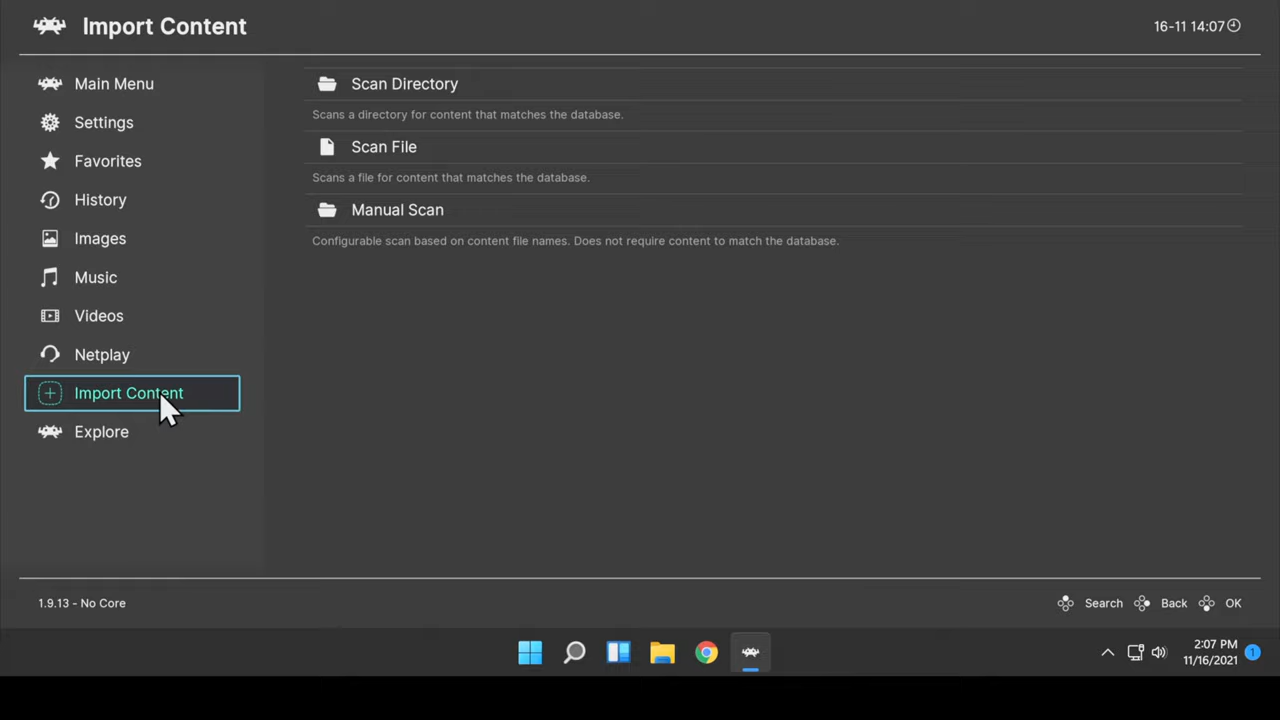 Import Content
16-11 14:07
Main Menu
Settings
Favorites
History
Images
Music
Videos
Netplay
Import Content
Explore
Scan Directory
Scans a directory for content that matches the database.
Scan File
Scans a file for content that matches the database.
Manual Scan
Configurable scan based on content file names. Does not require content to match the database.
1.9.13 - No Core
Search Back OK
2:07 PM
11/16/2021
1